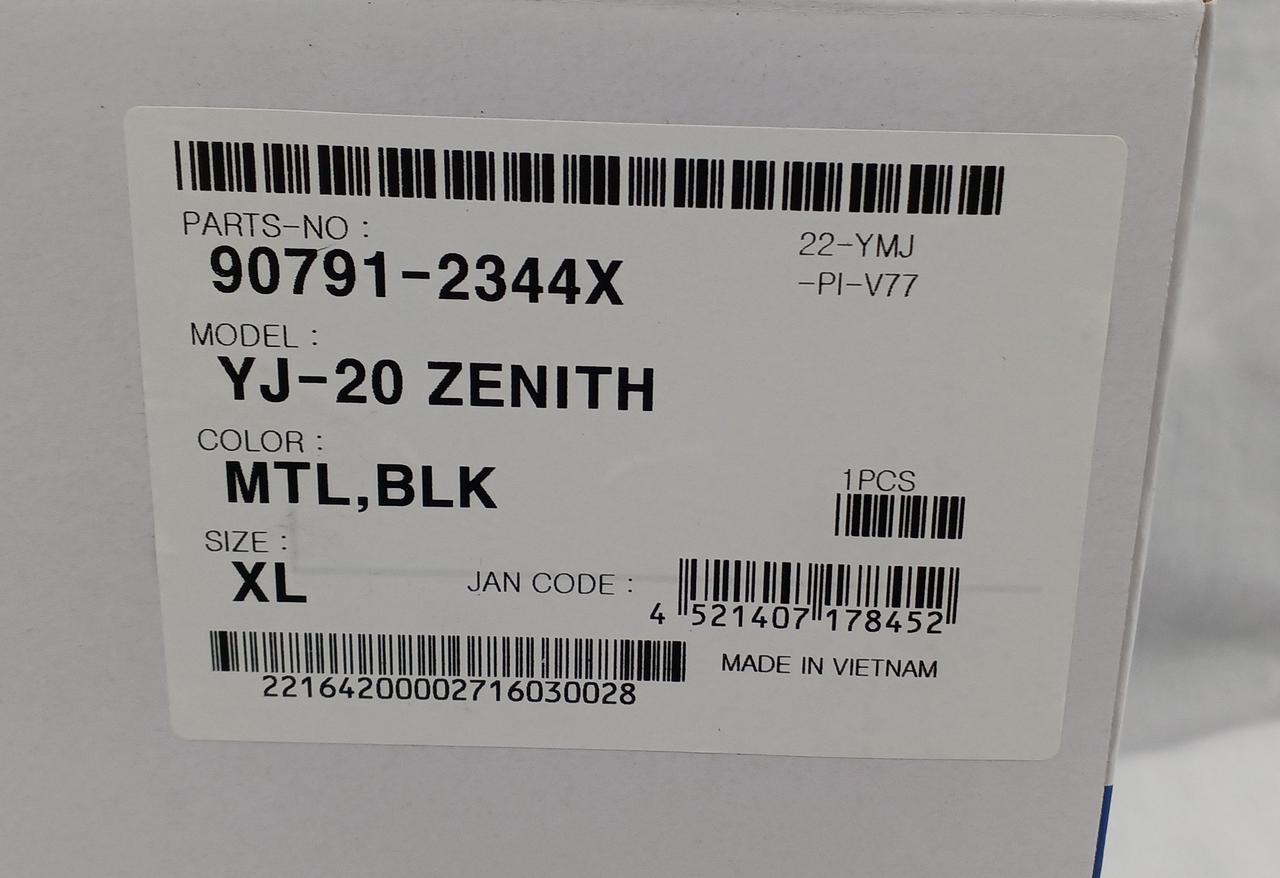 PARTS-NO :
90791-2344X
22-YMJ
-PI-V77
MODEL :
YJ-20 ZENITH
COLOR :
MTL,BLK
1PCS
SIZE :
XL
JAN CODE :
4 521407 178452
22164200002716030028
MADE IN VIETNAM